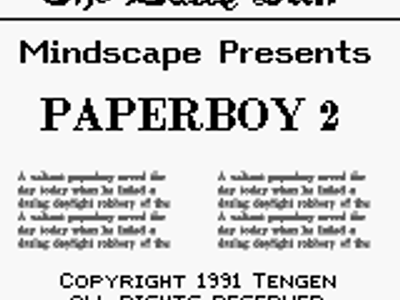 The Daily Sun
Mindscape Presents
PAPERBOY 2
A valiant paperboy saved the
day today when he foiled a
daring daylight robbery of the
A valiant paperboy saved the
day today when he foiled a
daring daylight robbery of the
A valiant paperboy saved the
day today when he foiled a
daring daylight robbery of the
A valiant paperboy saved the
day today when he foiled a
daring daylight robbery of the
COPYRIGHT 1991 TENGEN
ALL RIGHTS RESERVED